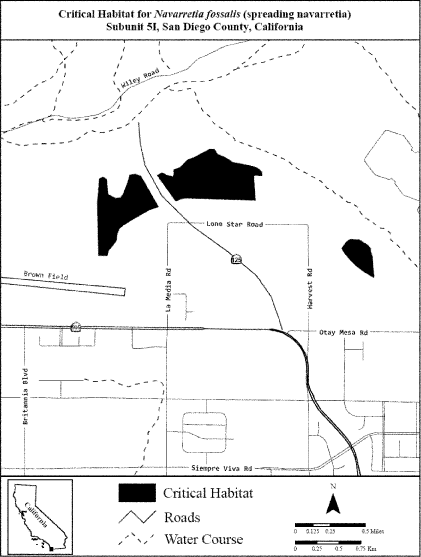 Critical Habitat for Navarretia fossalis (spreading navarretia)
Subunit 5I, San Diego County, California
Wiley Road
Lone Star Road
125
Brown Field
La Media Rd
Harvest Rd
Otay Mesa Rd
Britannia Blvd
Siempre Viva Rd
California
Critical Habitat
Roads
Water Course
N
0 0.125 0.25 0.5 Miles
0 0.25 0.5 0.75 Km